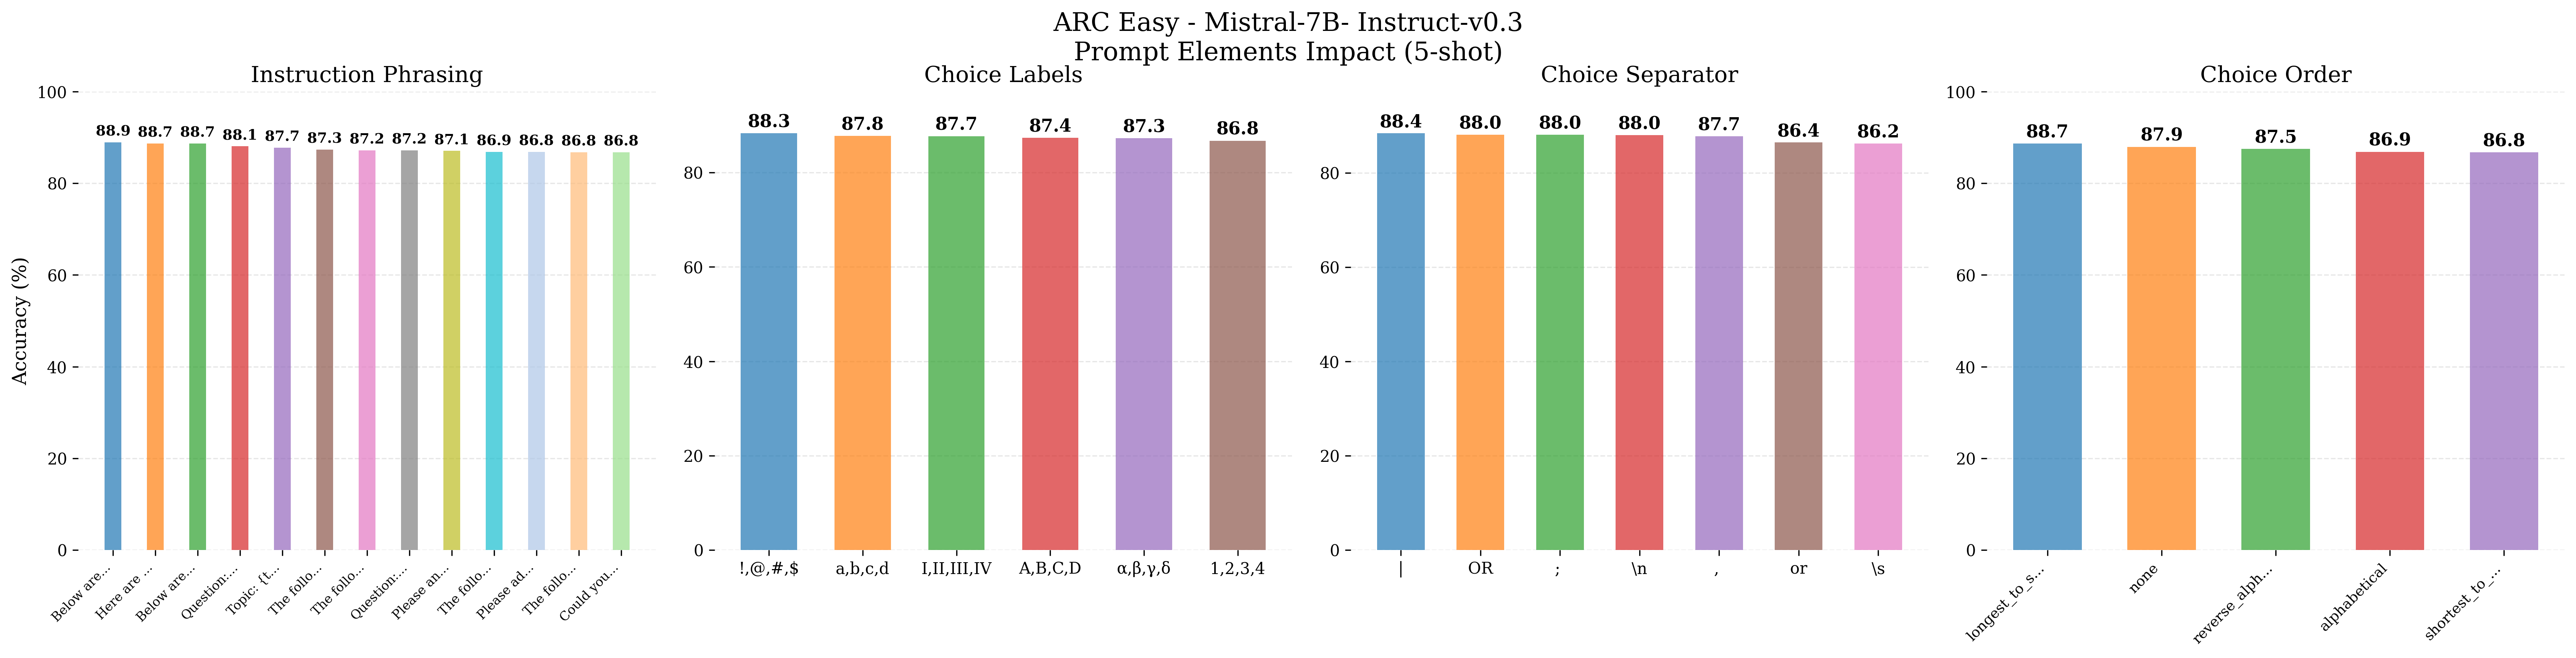 ARC Easy - Mistral-7B- Instruct-v0.3
Prompt Elements Impact (5-shot)
Instruction Phrasing
Accuracy (%)
100
80
60
40
20
0
88.9 88.7 88.7 88.1 87.7 87.3 87.2 87.2 87.1 86.9 86.8 86.8 86.8
Below are...
Here are ...
Below are...
Question:...
Topic: {t...
The follo...
The follo...
Question:...
Please an...
The follo...
Please ad...
The follo...
Could you...
Choice Labels
80
60
40
20
0
88.3 87.8 87.7 87.4 87.3 86.8
!,@,#,$ a,b,c,d I,II,III,IV A,B,C,D α,β,γ,δ 1,2,3,4
Choice Separator
80
60
40
20
0
88.4 88.0 88.0 88.0 87.7 86.4 86.2
| OR ; \n , or \s
Choice Order
100
80
60
40
20
0
88.7 87.9 87.5 86.9 86.8
longest_to_s...
none
reverse_alph...
alphabetical
shortest_to_...